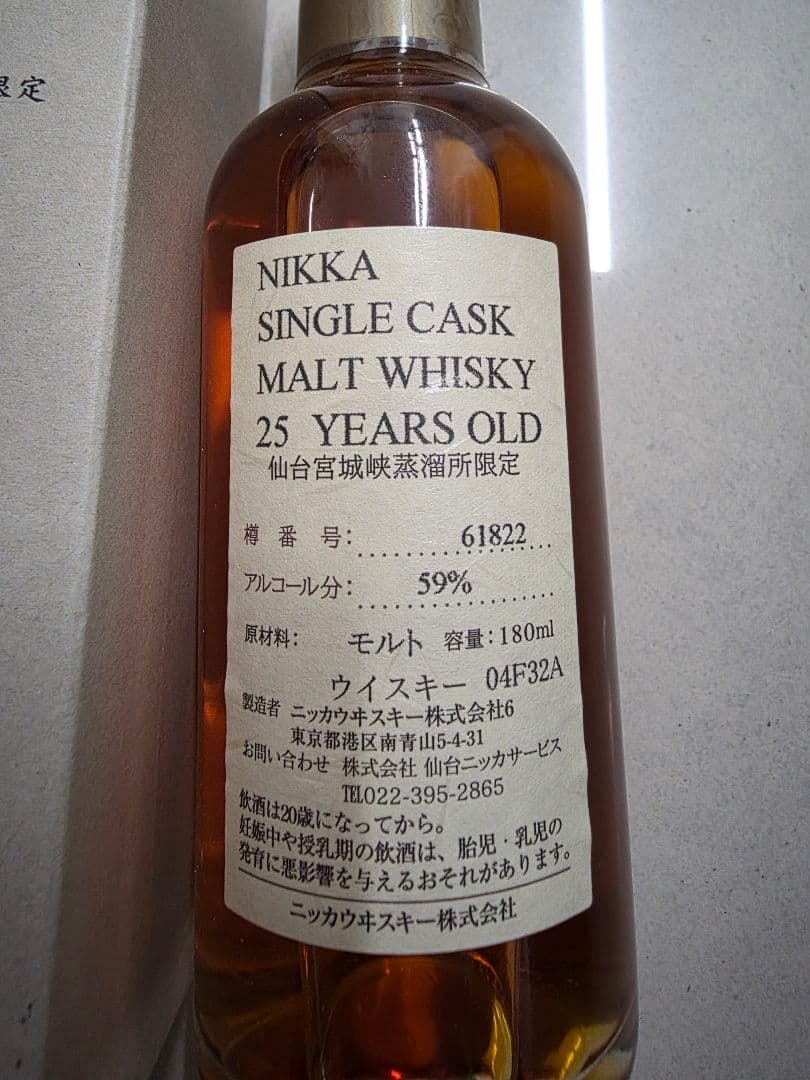 限定
NIKKA
SINGLE CASK
MALT WHISKY
25 YEARS OLD
仙台宮城峡蒸溜所限定
樽番号: 61822
アルコール分: 59%
原材料: モルト 容量:180ml
ウイスキー 04F32A
製造者 ニッカウヰスキー株式会社6
東京都港区南青山5-4-31
お問い合わせ 株式会社 仙台ニッカサービス
℡022-395-2865
飲酒は20歳になってから。
妊娠中や授乳期の飲酒は、胎児・乳児の
発育に悪影響を与えるおそれがあります。
ニッカウヰスキー株式会社